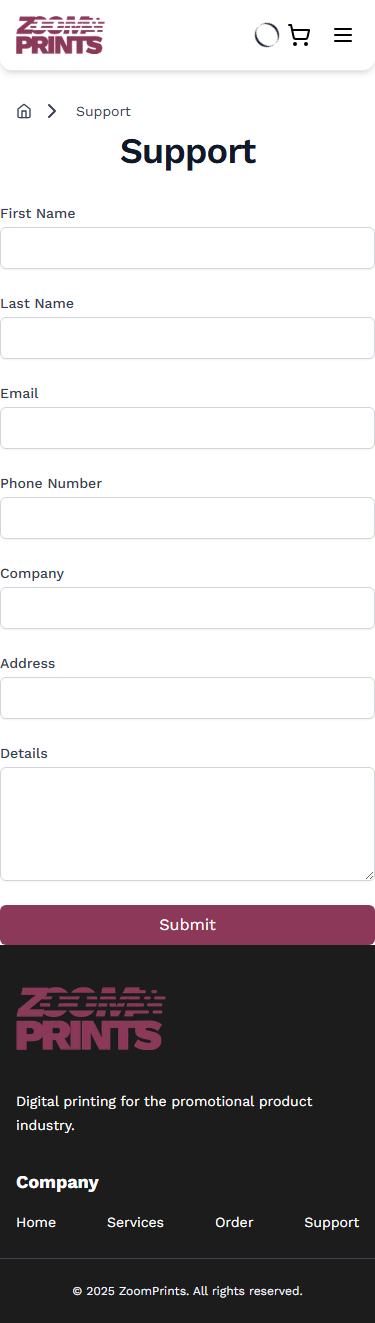 ZOOM
PRINTS
Support
Support
First Name
Last Name
Email
Phone Number
Company
Address
Details
Submit
ZOOM
PRINTS
Digital printing for the promotional product
industry.
Company
Home Services Order Support
© 2025 ZoomPrints. All rights reserved.